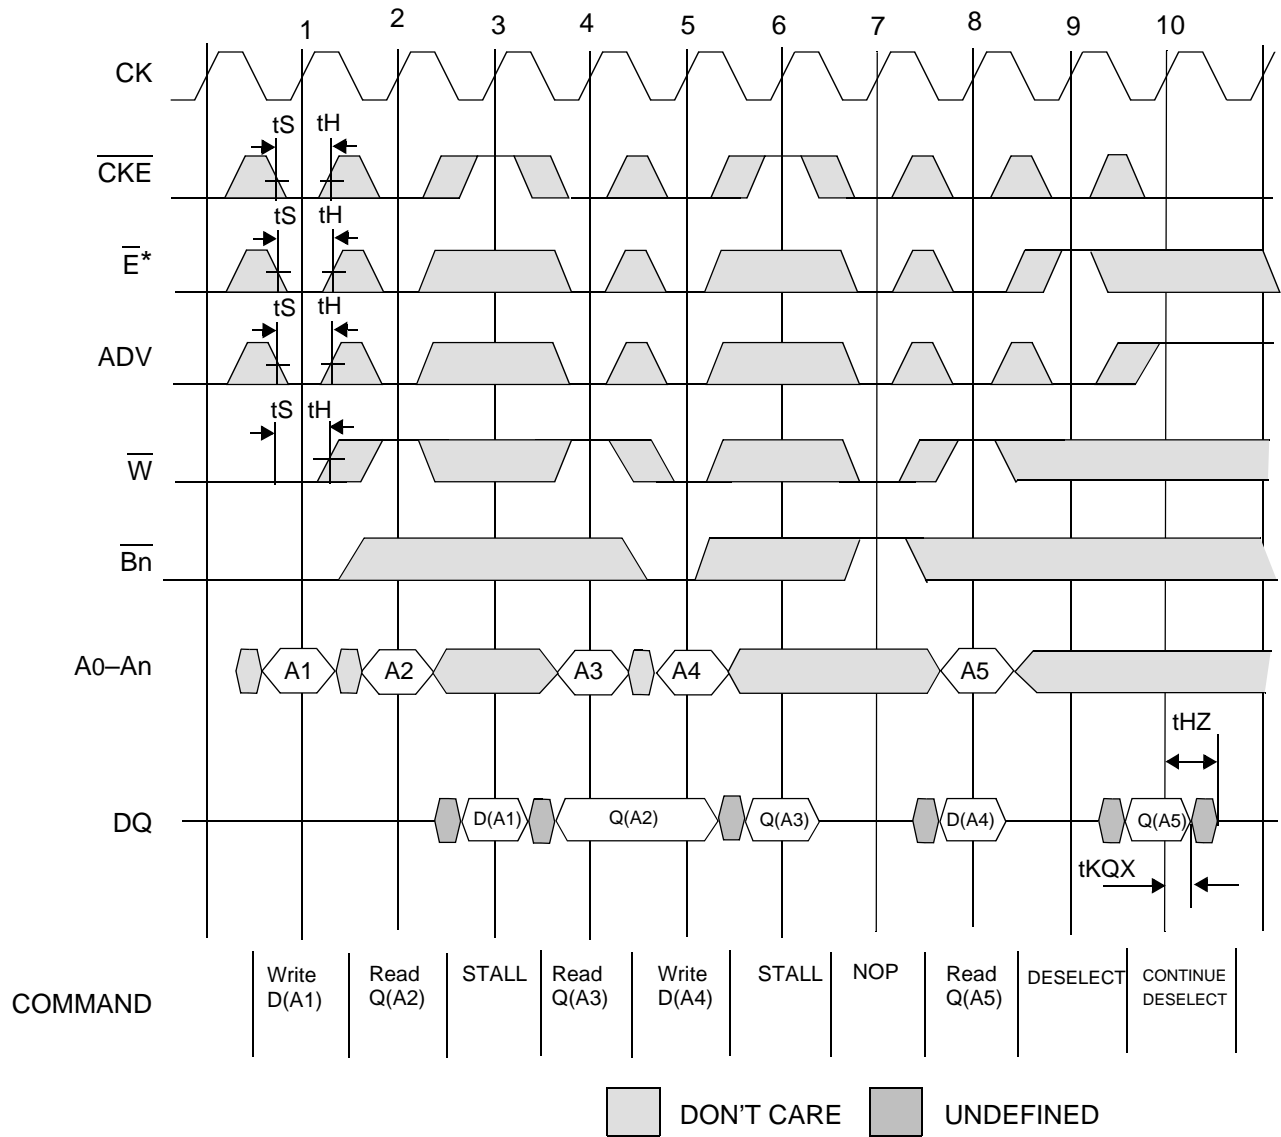 1 2 3 4 5 6 7 8 9 10
CK
tS tH
CKE
tS tH
E*
tS tH
ADV
tS tH
W
Bn
A0–An A1 A2 A3 A4 A5
tHZ
DQ D(A1) Q(A2) Q(A3) D(A4) Q(A5)
tKQX
COMMAND
Write
D(A1)
Read
Q(A2)
STALL
Read
Q(A3)
Write
D(A4)
STALL
NOP
Read
Q(A5)
DESELECT
CONTINUE
DESELECT
DON'T CARE
UNDEFINED